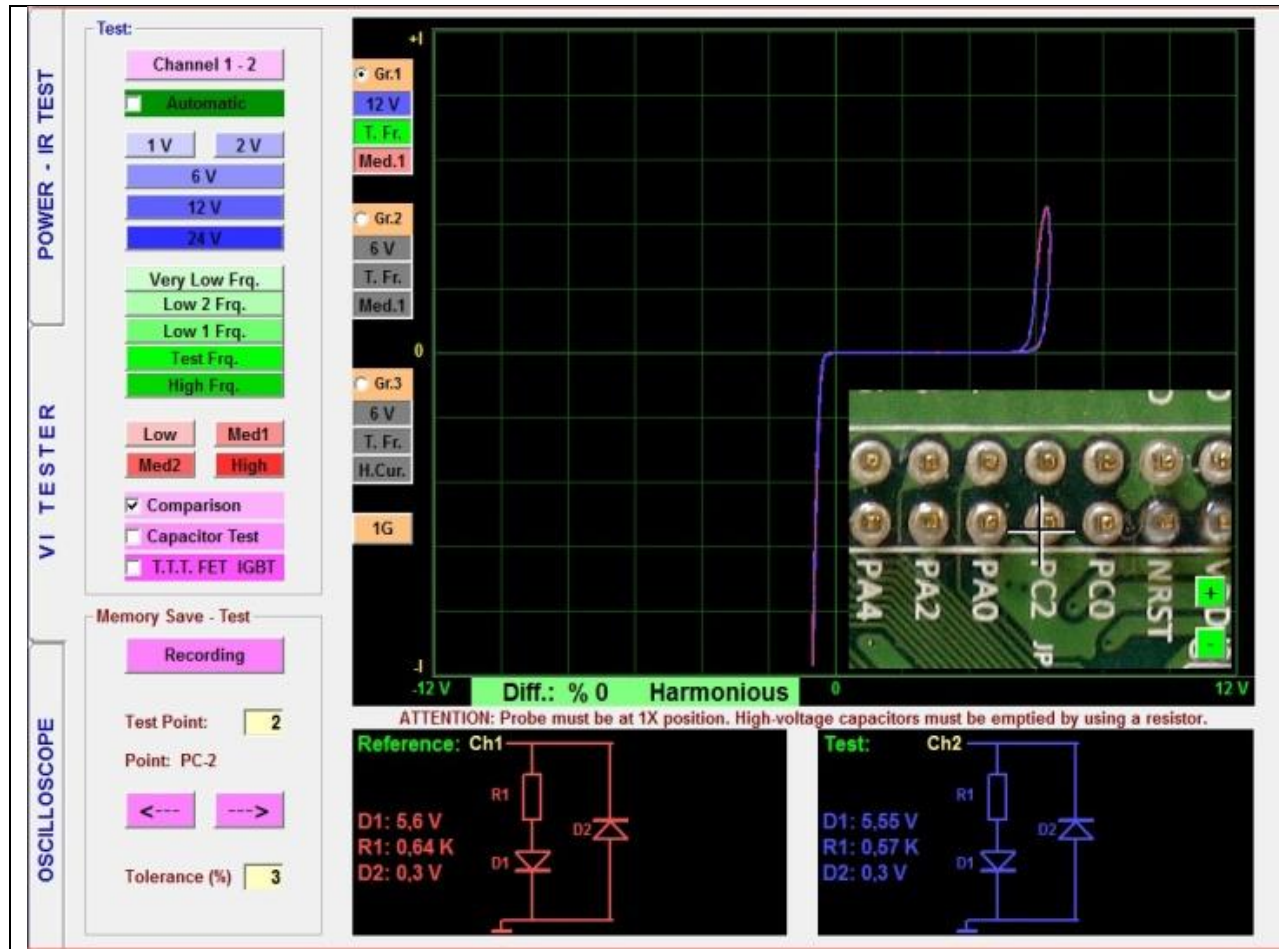 POWER - IR TEST
VI TESTER
OSCILLOSCOPE
Test:
Channel 1 - 2
Automatic
1 V
2 V
6 V
12 V
24 V
Very Low Frq.
Low 2 Frq.
Low 1 Frq.
Test Frq.
High Frq.
Low
Med1
Med2
High
Comparison
Capacitor Test
T.T.T. FET IGBT
Memory Save - Test
Recording
Test Point: 2
Point: PC-2
<---
--->
Tolerance (%) 3
Gr.1
12 V
T. Fr.
Med.1
Gr.2
6 V
T. Fr.
Med.1
Gr.3
6 V
T. Fr.
H.Cur.
1G
+I
0
-I
-12 V
0
12 V
PA4
PA2
PA0
PC2
PC0
NRST
JP
+
-
Diff.: % 0 Harmonious
ATTENTION: Probe must be at 1X position. High-voltage capacitors must be emptied by using a resistor.
Reference: Ch1
R1
D2
D1
D1: 5,6 V
R1: 0,64 K
D2: 0,3 V
Test: Ch2
R1
D2
D1
D1: 5,55 V
R1: 0,57 K
D2: 0,3 V